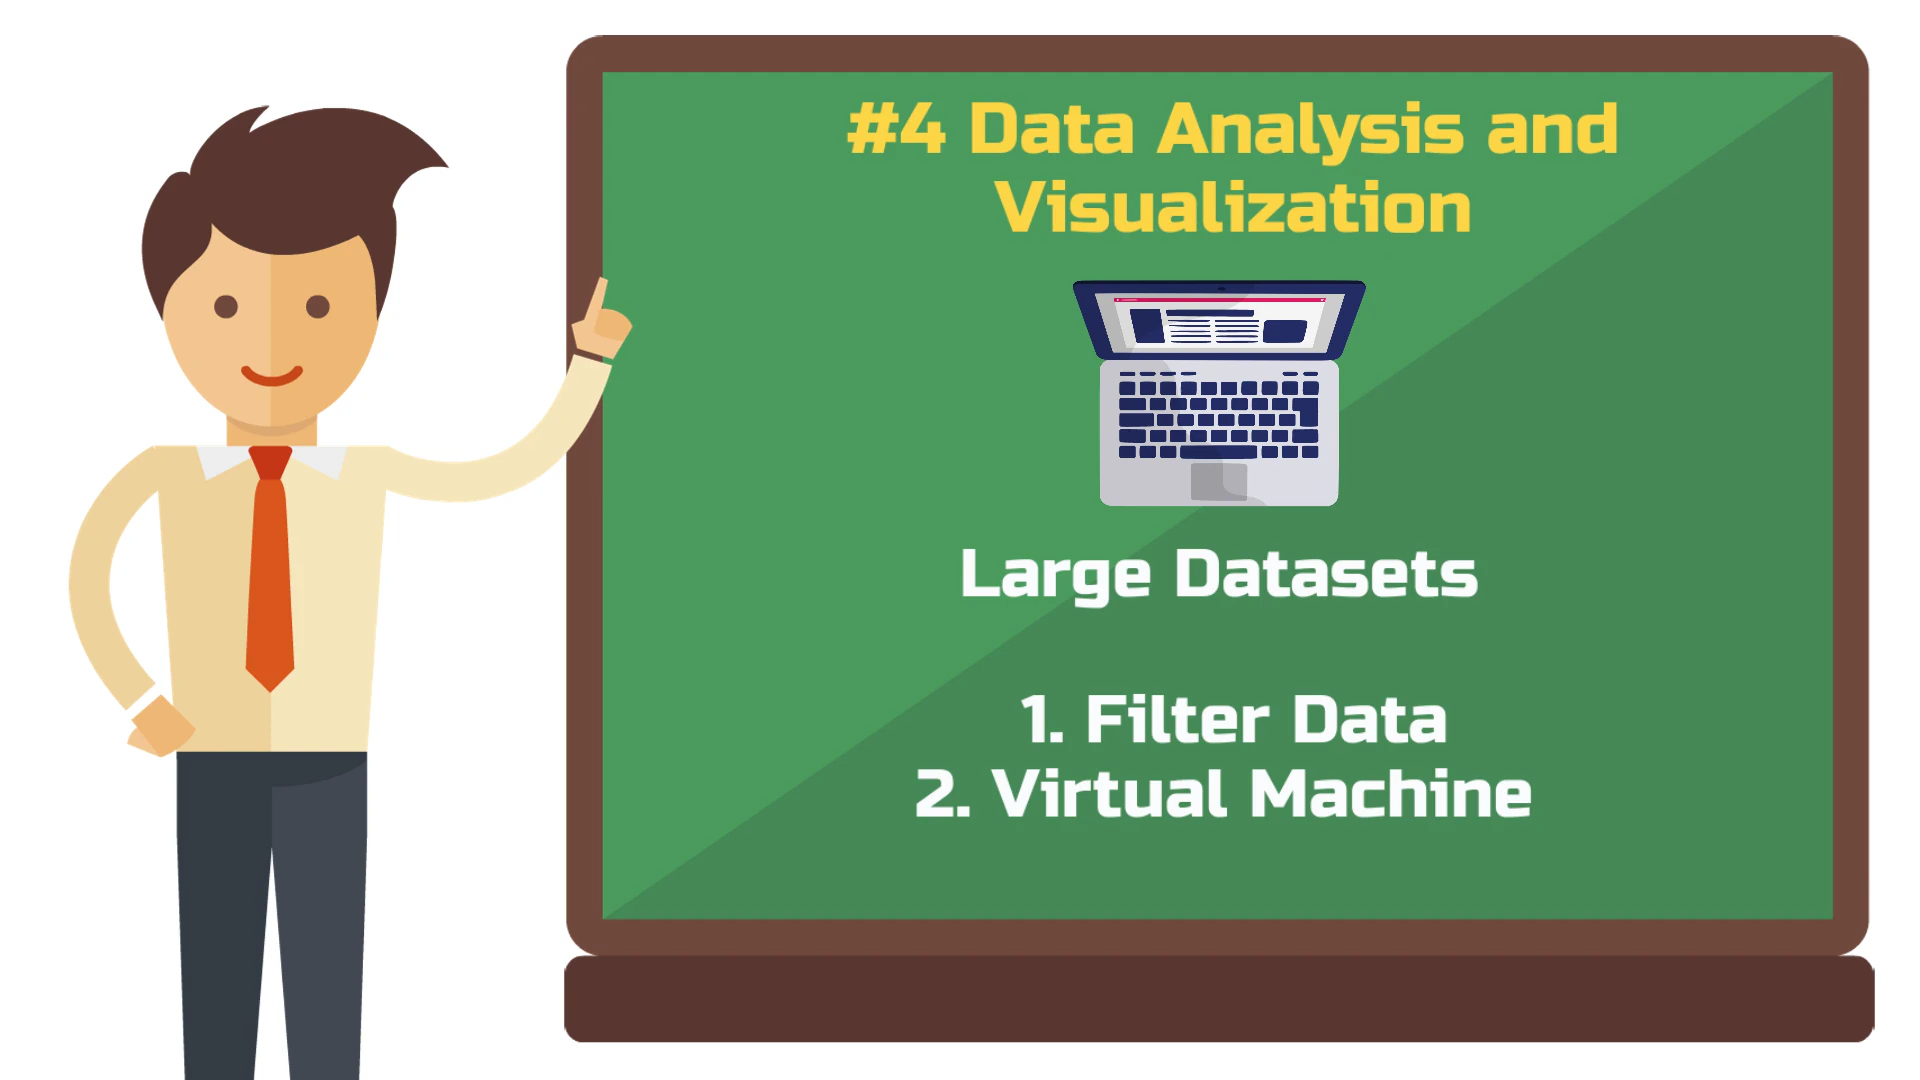 #4 Data Analysis and
Visualization
Large Datasets
1. Filter Data
2. Virtual Machine